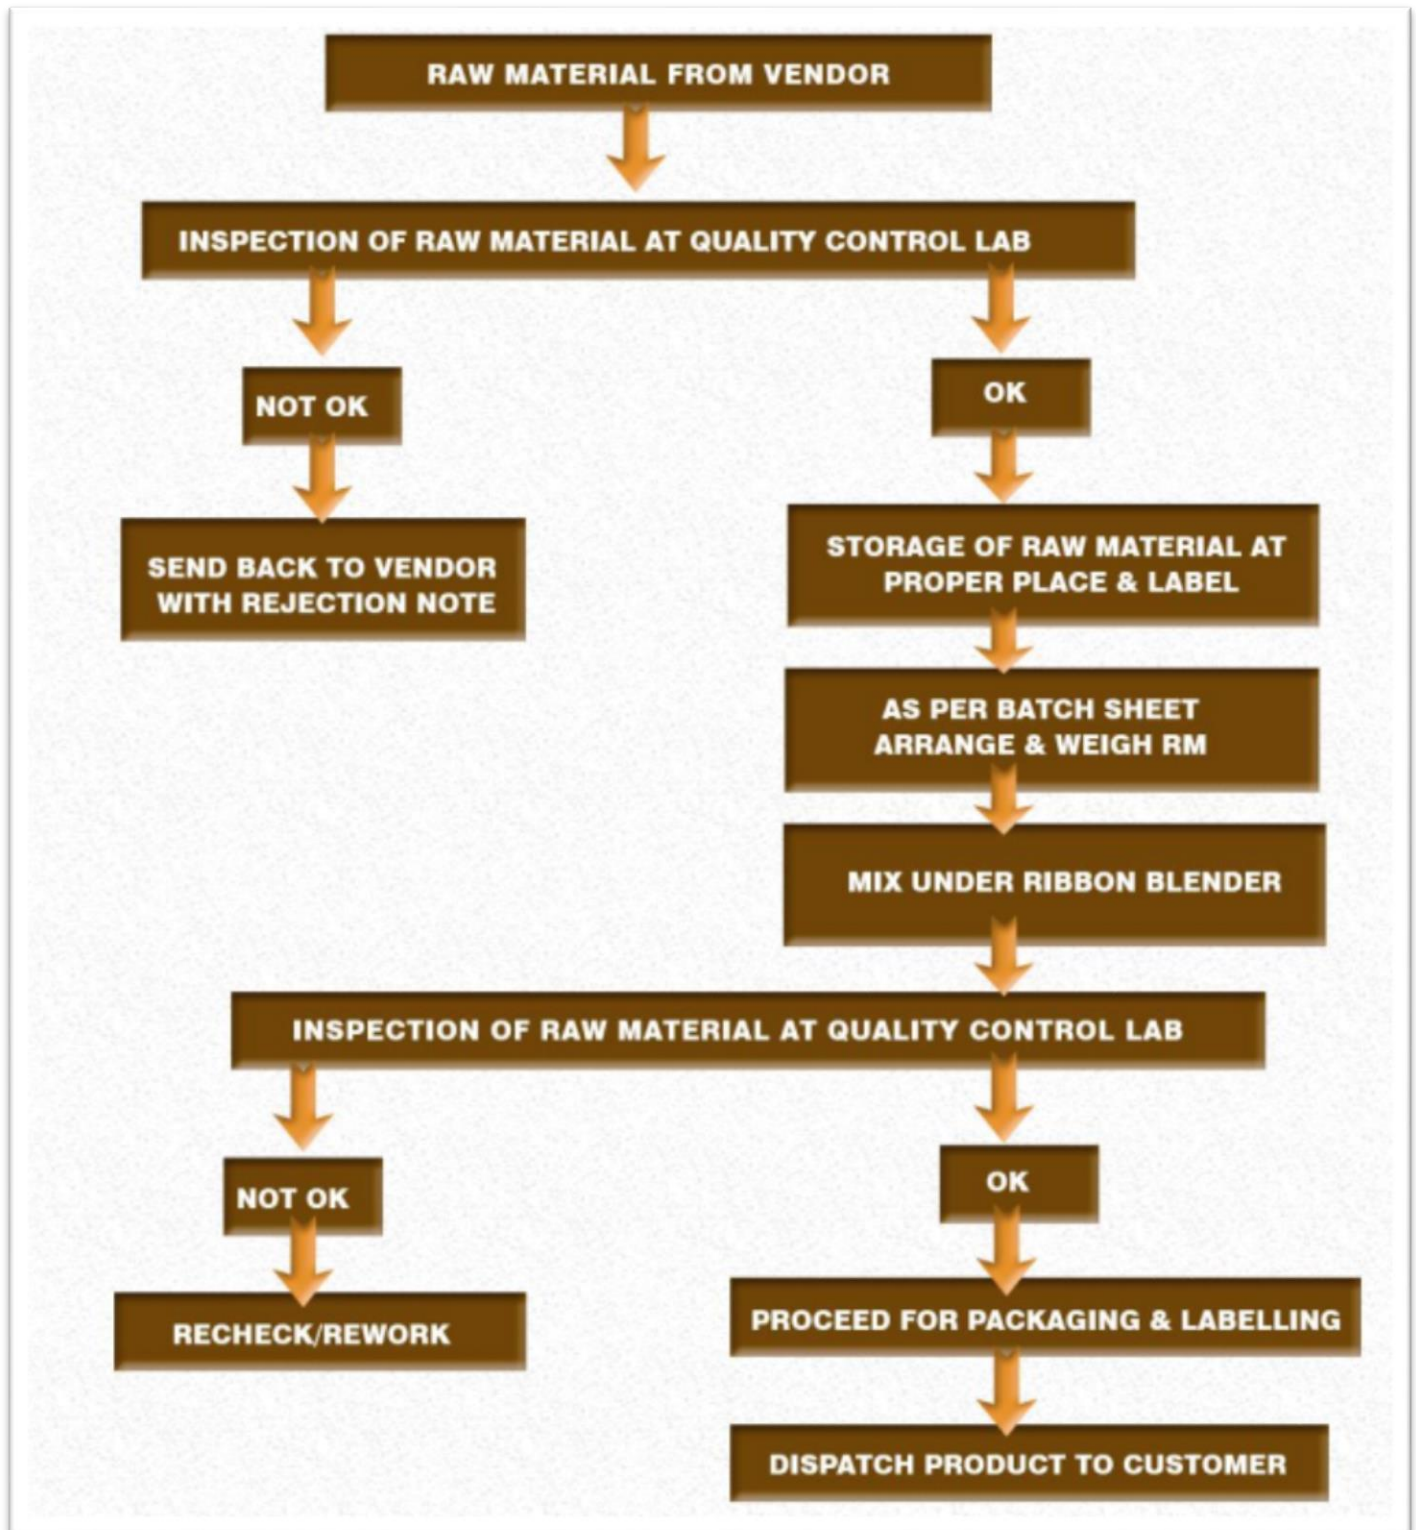 RAW MATERIAL FROM VENDOR
INSPECTION OF RAW MATERIAL AT QUALITY CONTROL LAB
NOT OK
OK
SEND BACK TO VENDOR
WITH REJECTION NOTE
STORAGE OF RAW MATERIAL AT
PROPER PLACE & LABEL
AS PER BATCH SHEET
ARRANGE & WEIGH RM
MIX UNDER RIBBON BLENDER
INSPECTION OF RAW MATERIAL AT QUALITY CONTROL LAB
NOT OK
OK
RECHECK/REWORK
PROCEED FOR PACKAGING & LABELLING
DISPATCH PRODUCT TO CUSTOMER